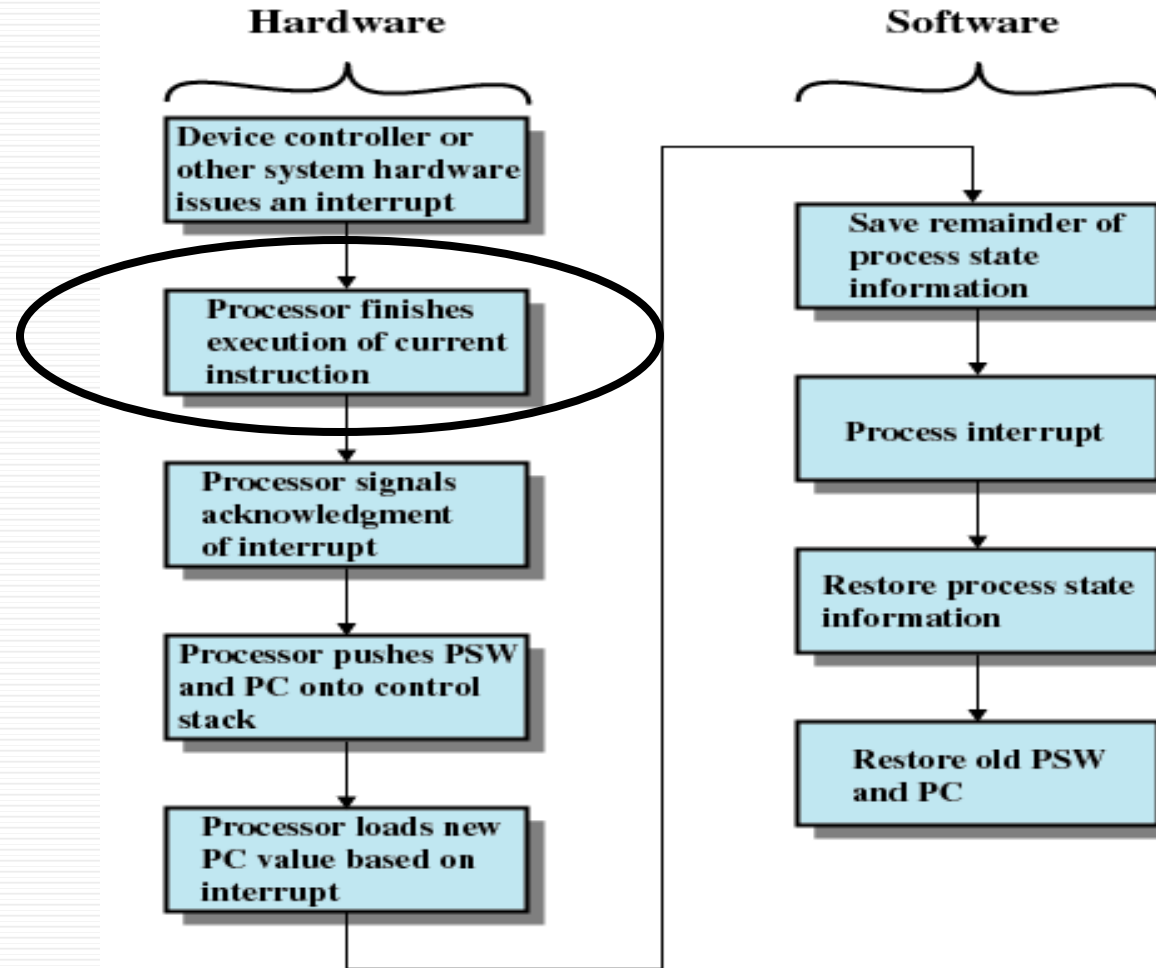 Hardware
Device controller or
other system hardware
issues an interrupt
Processor finishes
execution of current
instruction
Processor signals
acknowledgment
of interrupt
Processor pushes PSW
and PC onto control
stack
Processor loads new
PC value based on
interrupt
Software
Save remainder of
process state
information
Process interrupt
Restore process state
information
Restore old PSW
and PC